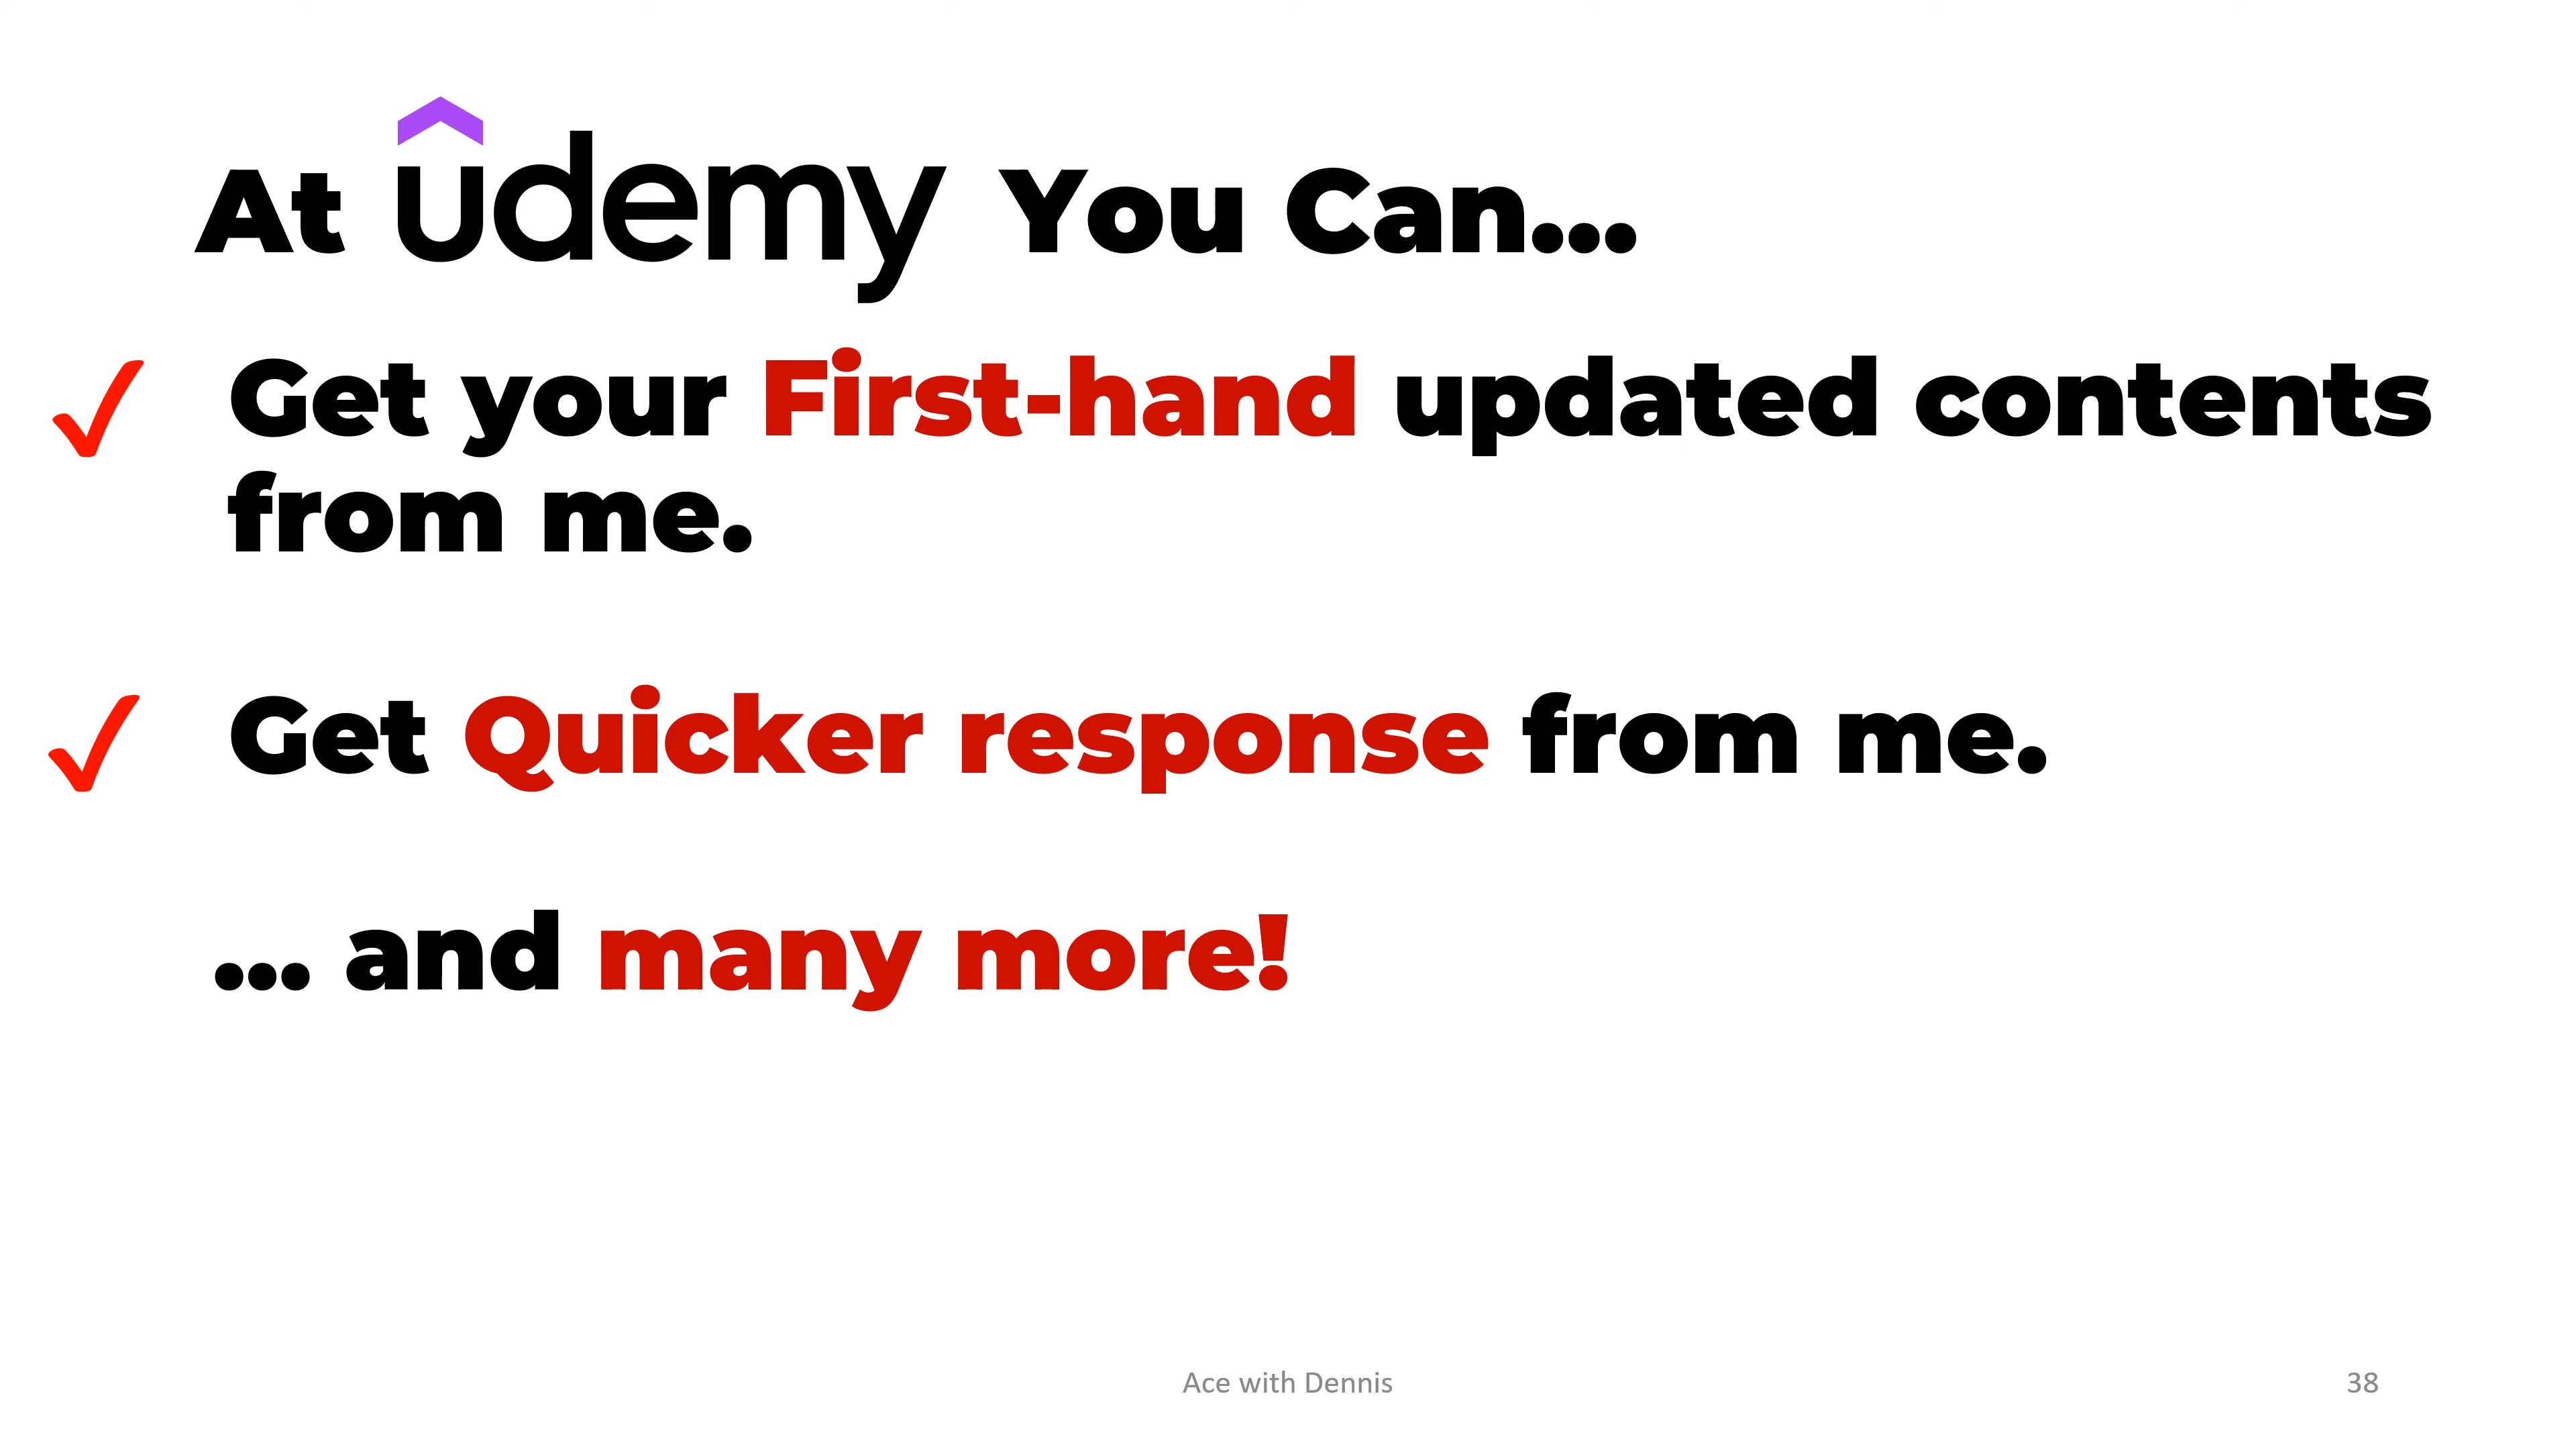 At udemy You Can...
✓ Get your First-hand updated contents
from me.
✓ Get Quicker response from me.
... and many more!
Ace with Dennis
38